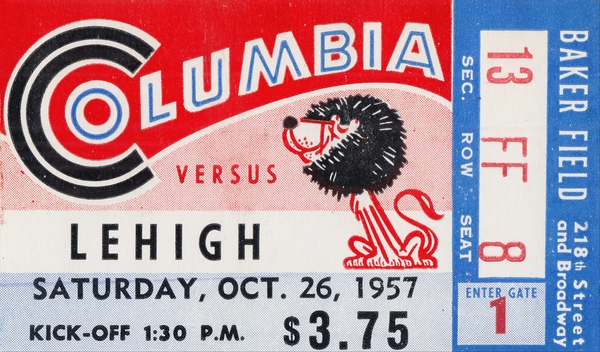 COLUMBIA
VERSUS
LEHIGH
SATURDAY, OCT. 26, 1957
KICK-OFF 1:30 P.M. $3.75
BAKER FIELD
218th Street
and Broadway
13 FF 8
SEC. ROW SEAT
ENTER GATE
1